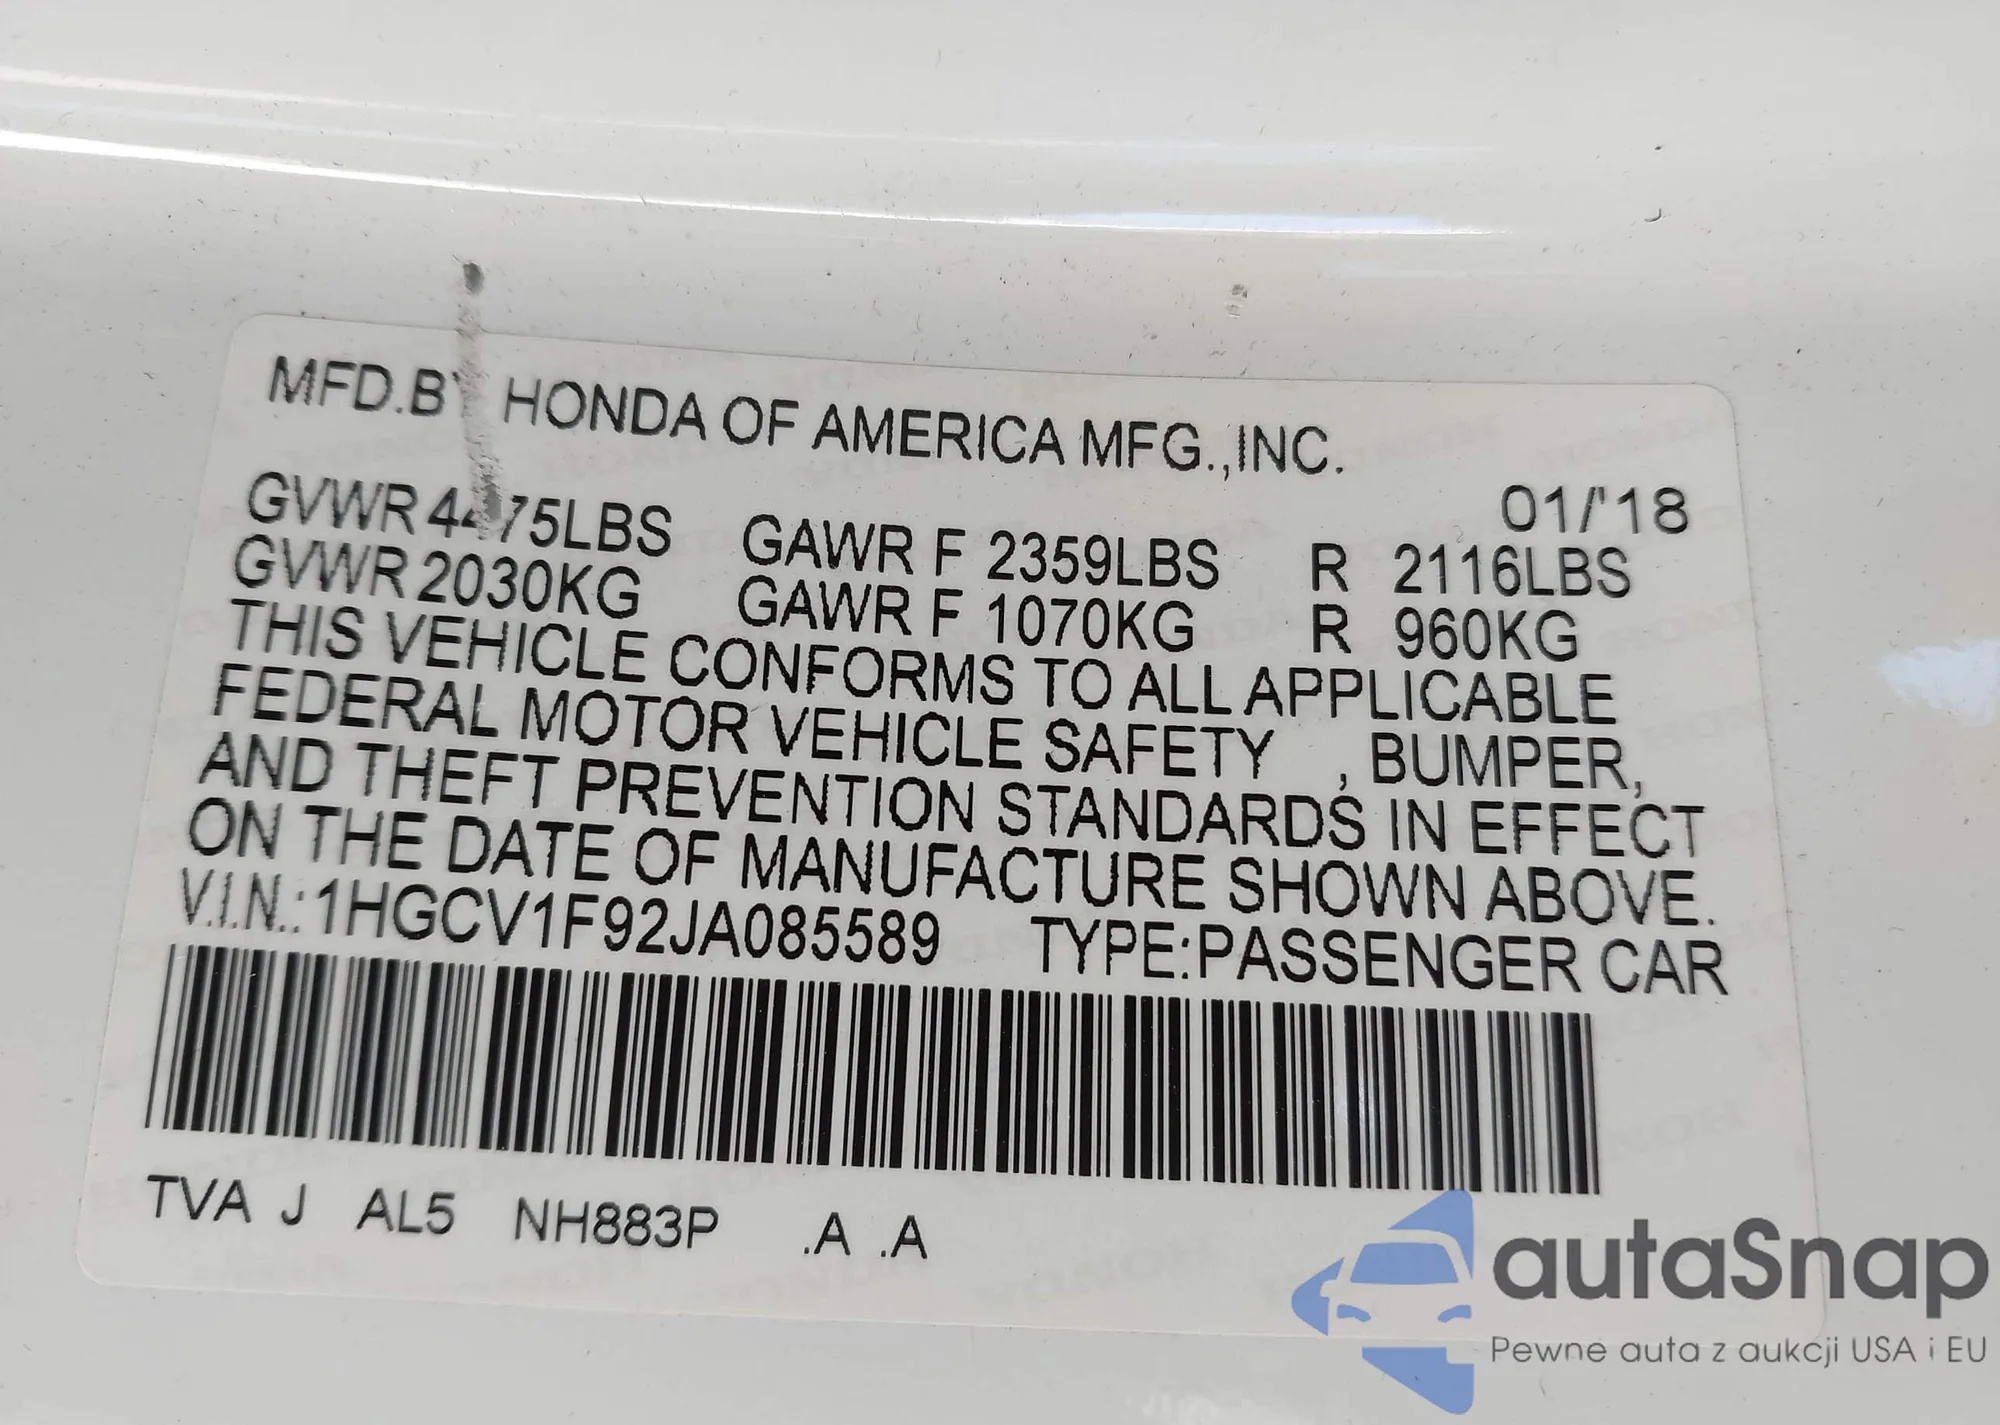 MFD.BY HONDA OF AMERICA MFG.,INC.
01/'18
GVWR 4475LBS GAWR F 2359LBS R 2116LBS
GVWR 2030KG GAWR F 1070KG R 960KG
THIS VEHICLE CONFORMS TO ALL APPLICABLE
FEDERAL MOTOR VEHICLE SAFETY , BUMPER,
AND THEFT PREVENTION STANDARDS IN EFFECT
ON THE DATE OF MANUFACTURE SHOWN ABOVE.
V.I.N.:1HGCV1F92JA085589 TYPE:PASSENGER CAR
TVA J AL5 NH883P .A .A
autaSnap
Pewne auta z aukcji USA i EU